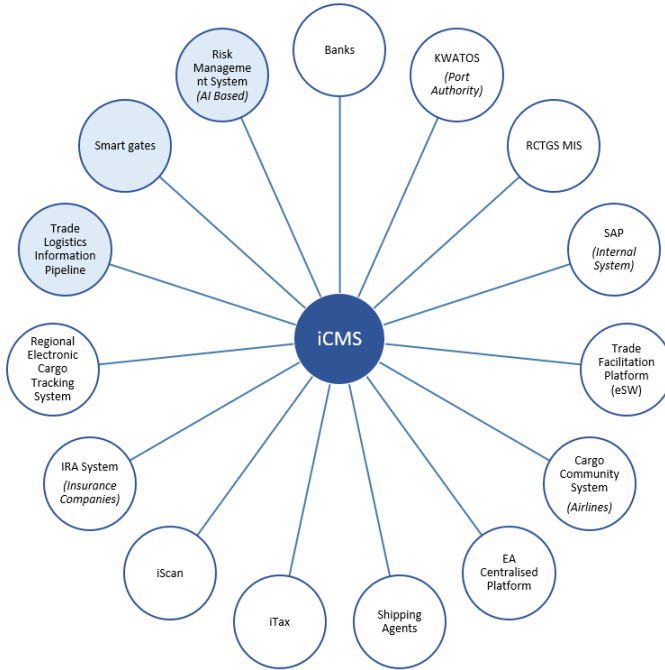 Banks
KWATOS
(Port
Authority)
RCTGS MIS
SAP
(Internal
System)
Trade
Facilitation
Platform
(eSW)
Cargo
Community
System
(Airlines)
EA
Centralised
Platform
Shipping
Agents
iTax
iScan
IRA System
(Insurance
Companies)
Regional
Electronic
Cargo
Tracking
System
Trade
Logistics
Information
Pipeline
Smart gates
Risk
Manageme
nt System
(AI Based)
iCMS